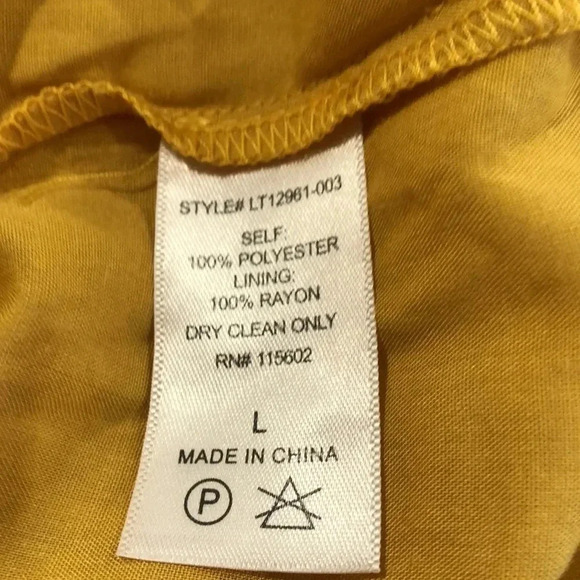 STYLE# LT12961-003
SELF:
100% POLYESTER
LINING:
100% RAYON
DRY CLEAN ONLY
RN# 115602
L
MADE IN CHINA
P